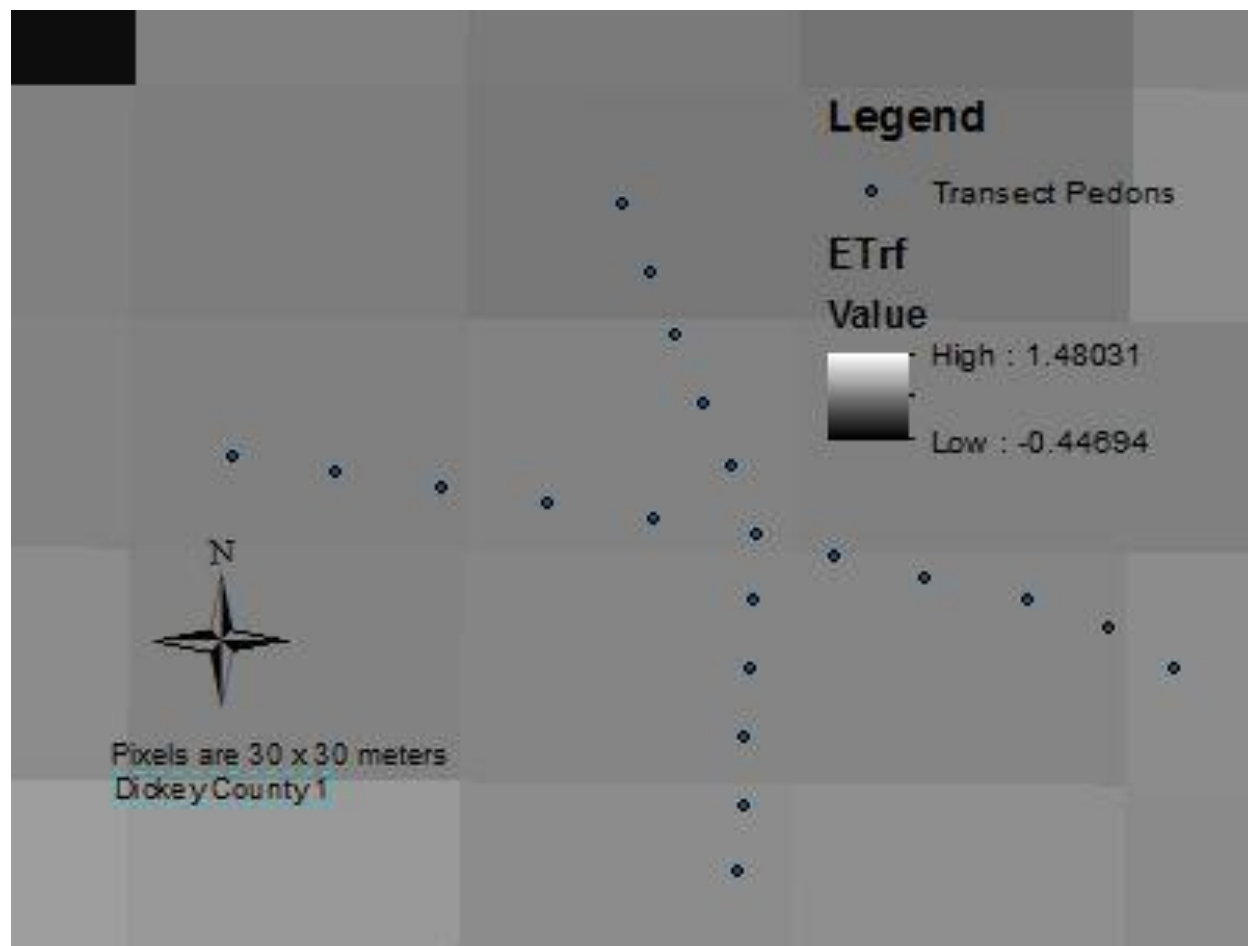 Legend
Transect Pedons
ETrf
Value
High : 1.48031
Low : -0.44694
N
Pixels are 30 x 30 meters
Dickey County 1